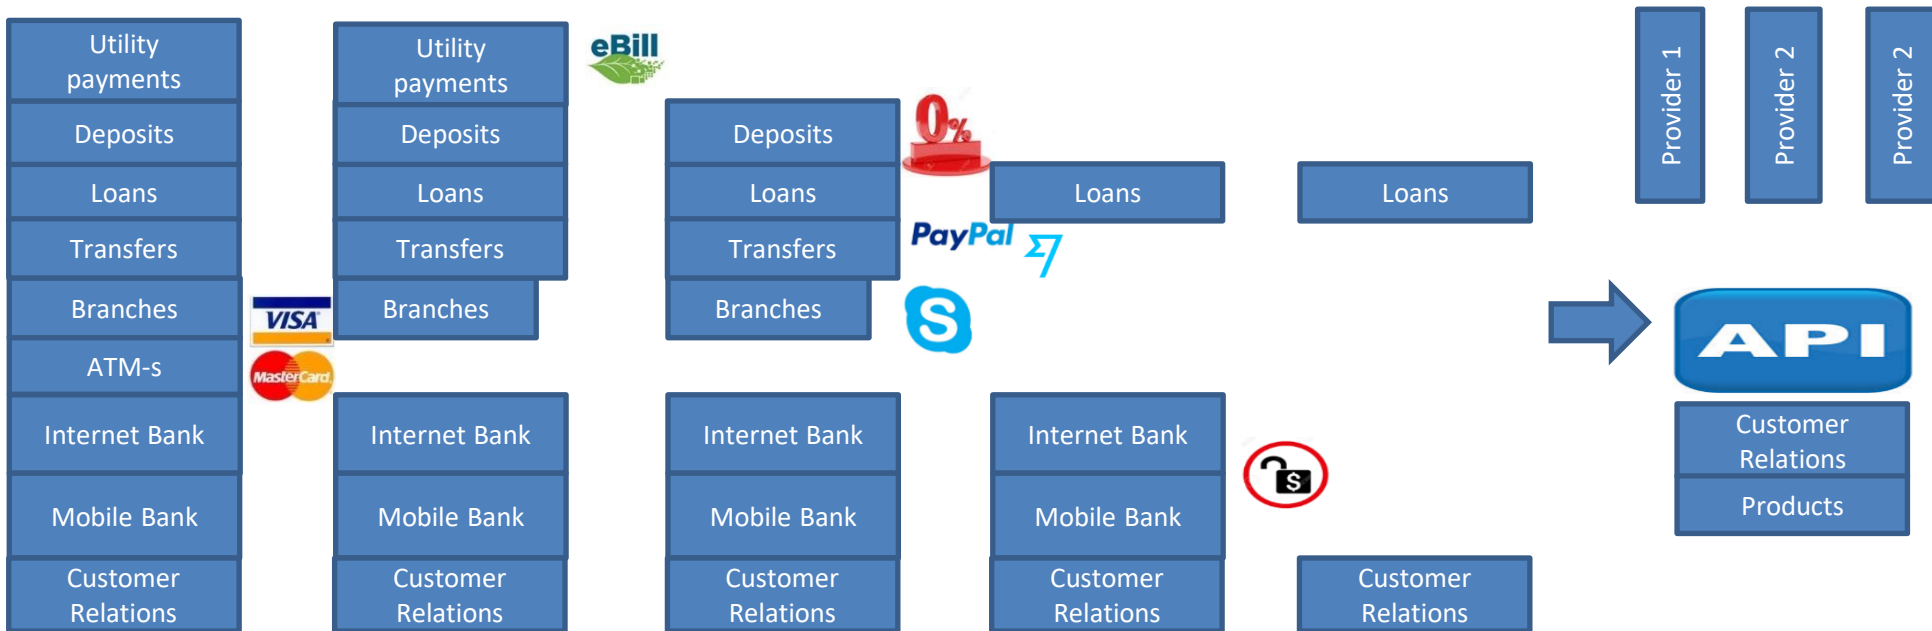 Utility
payments
Deposits
Loans
Transfers
Branches
ATM-s
Internet Bank
Mobile Bank
Customer
Relations
VISA
MasterCard
Utility
payments
Deposits
Loans
Transfers
Branches
Internet Bank
Mobile Bank
Customer
Relations
eBill
Deposits
Loans
Transfers
Branches
Internet Bank
Mobile Bank
Customer
Relations
0%
PayPal
S
Loans
Internet Bank
Mobile Bank
Customer
Relations
$
Loans
Customer
Relations
Provider 1
Provider 2
Provider 2
API
Customer
Relations
Products